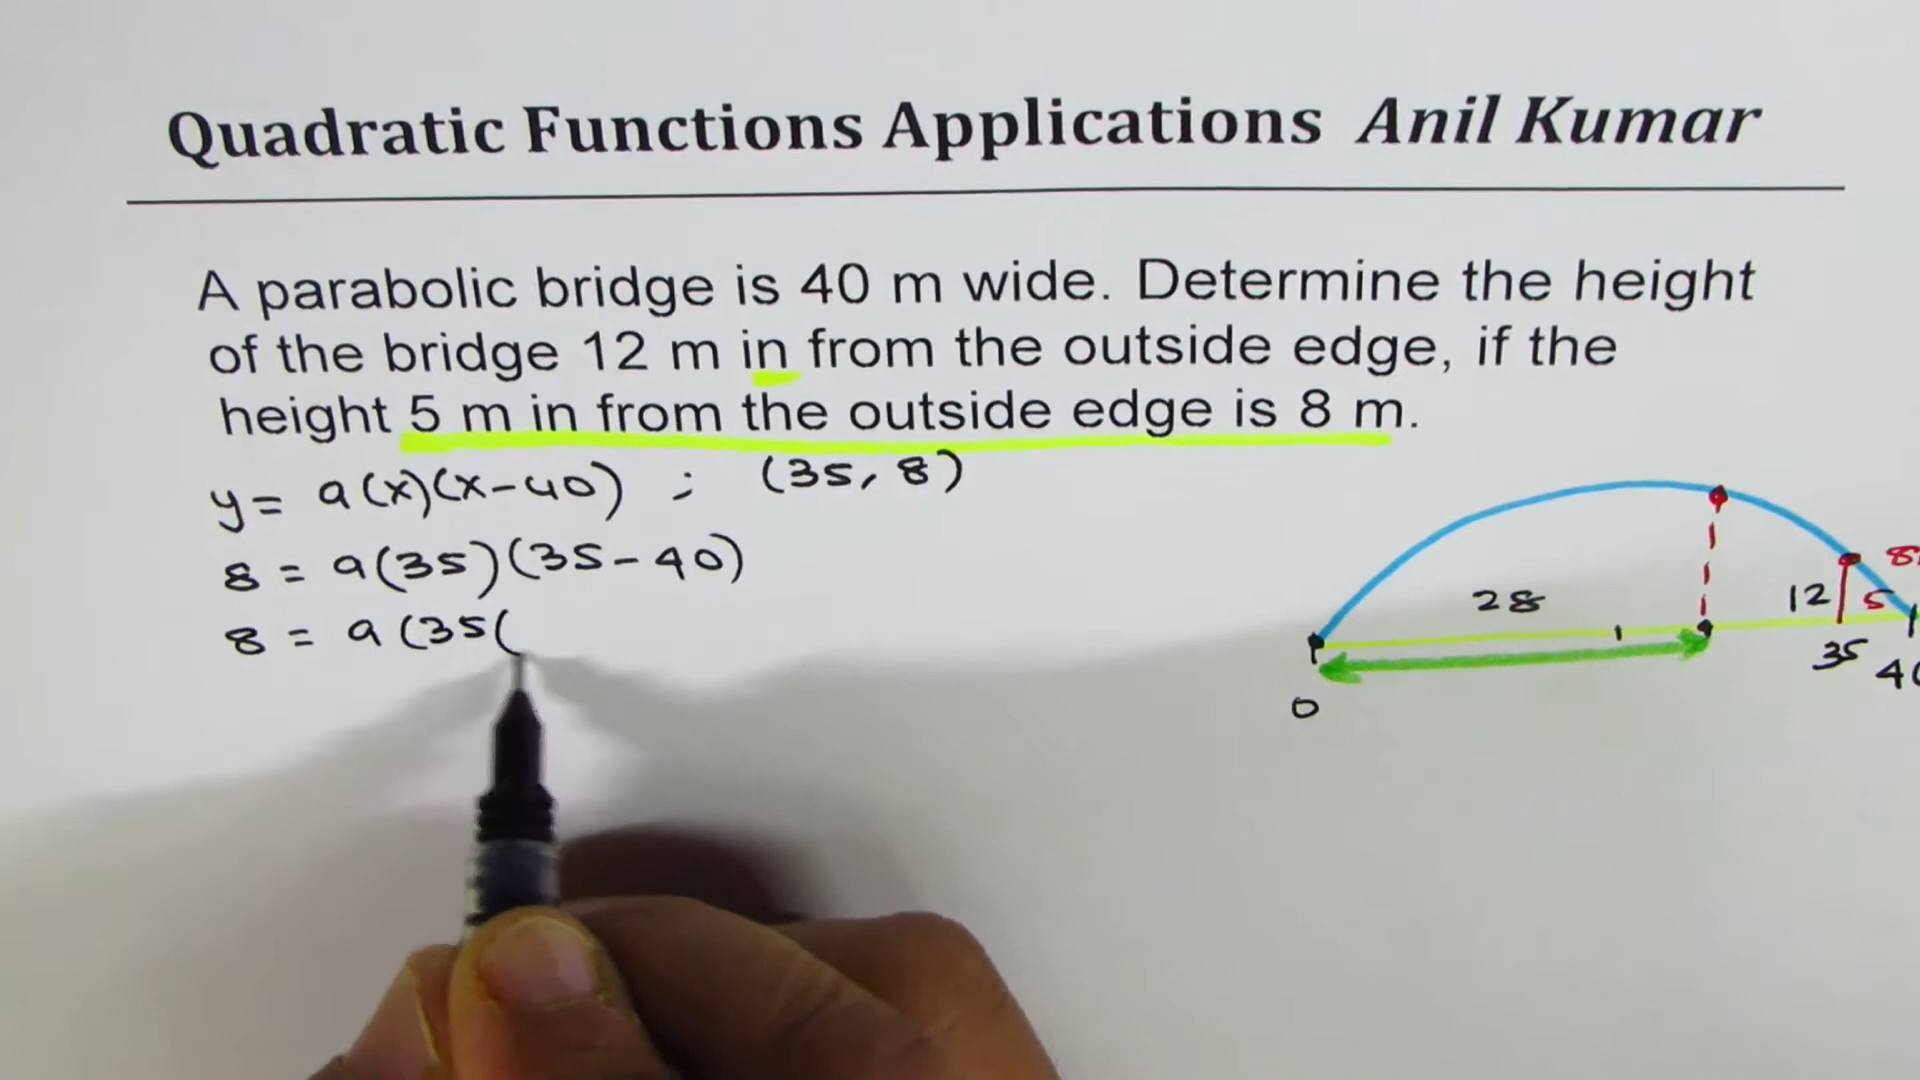 Quadratic Functions Applications Anil Kumar
A parabolic bridge is 40 m wide. Determine the height
of the bridge 12 m in from the outside edge, if the
height 5 m in from the outside edge is 8 m.
y = a(x)(x-40) ; (35, 8)
8 = a(35)(35-40)
8 = a(35(
8
28
12
5
35
0